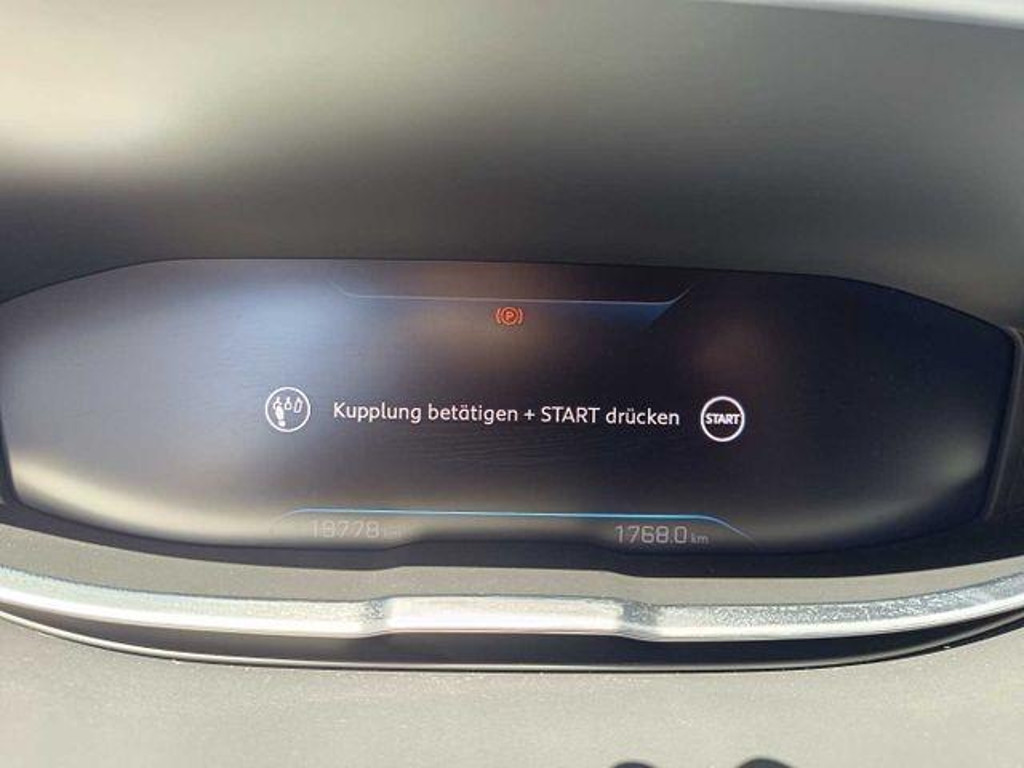 P
Kupplung betätigen + START drücken START
1768.0 km